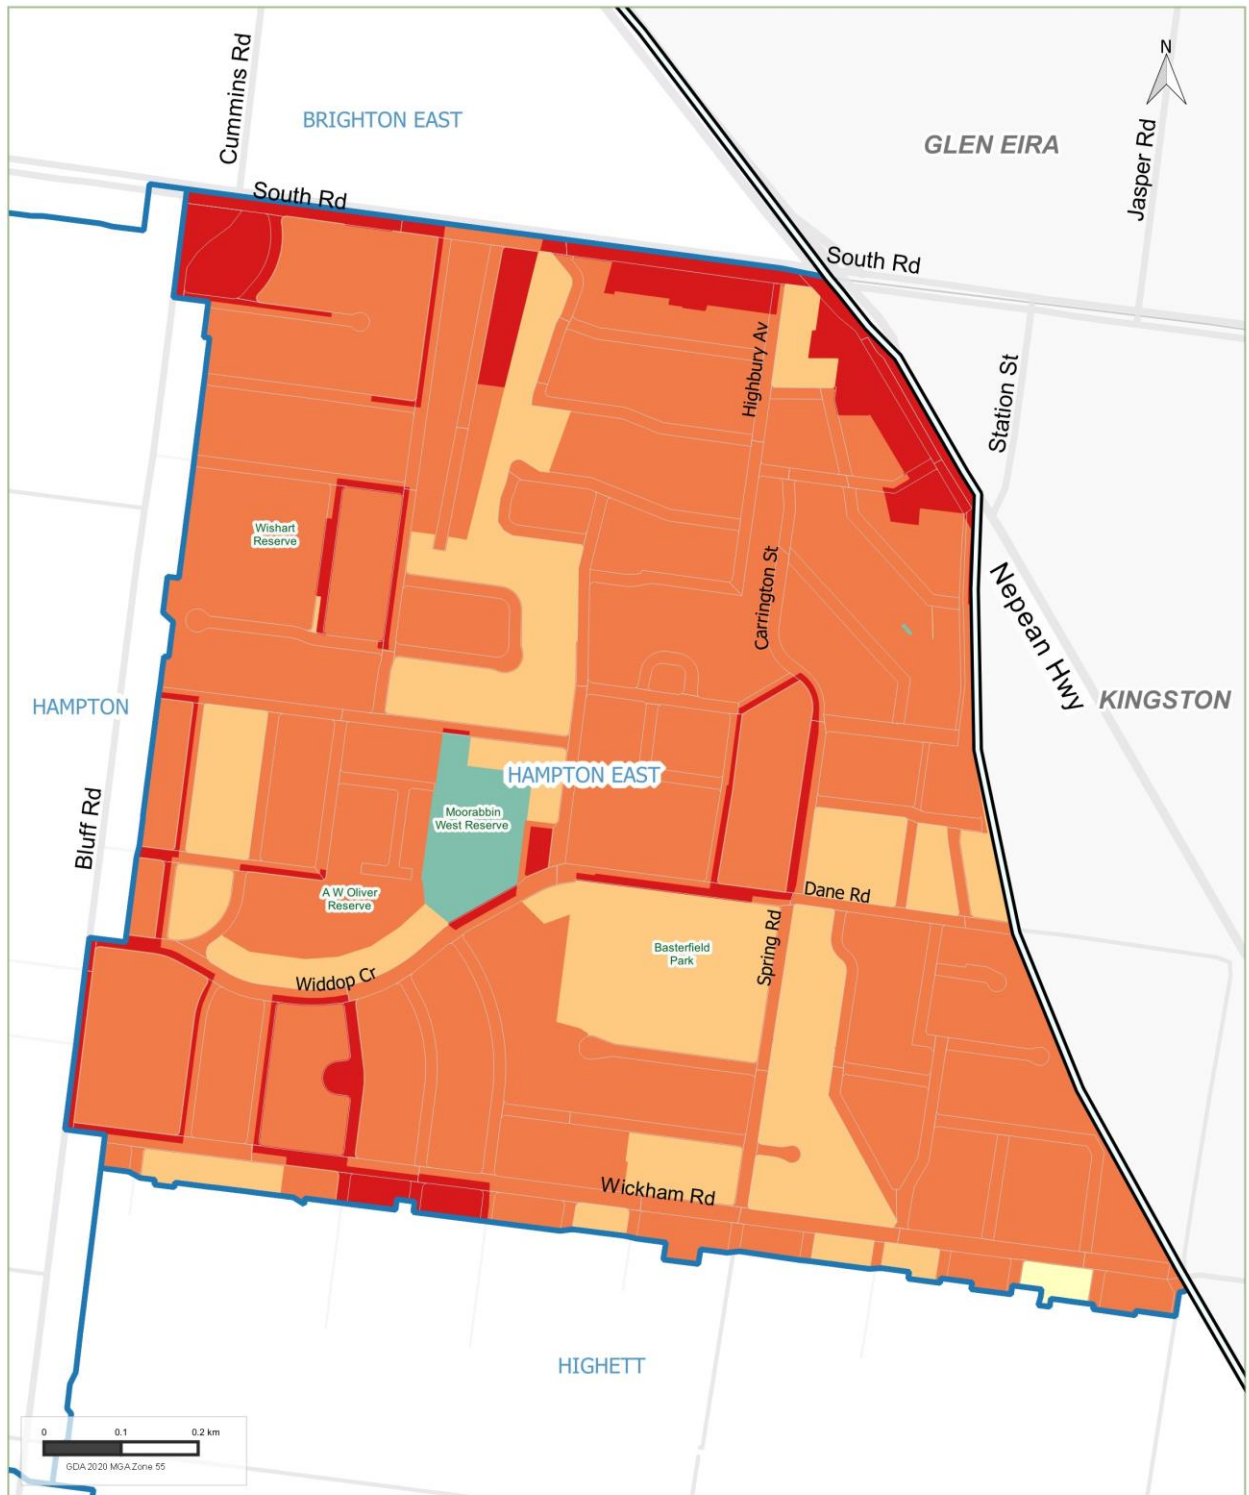 Cummins Rd
BRIGHTON EAST
N
GLEN EIRA
Jasper Rd
South Rd
South Rd
Highbury Av
Station St
Wishart
Reserve
Carrington St
Nepean Hwy
HAMPTON
KINGSTON
HAMPTON EAST
Bluff Rd
Moorabbin
West Reserve
A W Oliver
Reserve
Dane Rd
Basterfield
Park
Spring Rd
Widdop Cr
Wickham Rd
HIGHETT
0 0.1 0.2 km
GDA 2020 MGA Zone 55